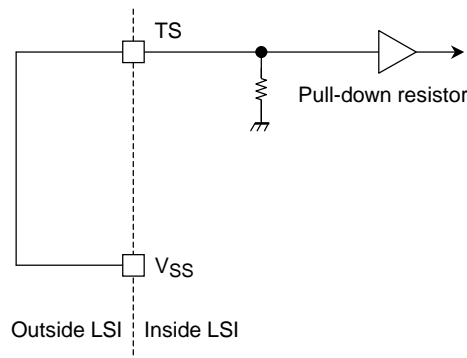 TS
Pull-down resistor
VSS
Outside LSI
Inside LSI